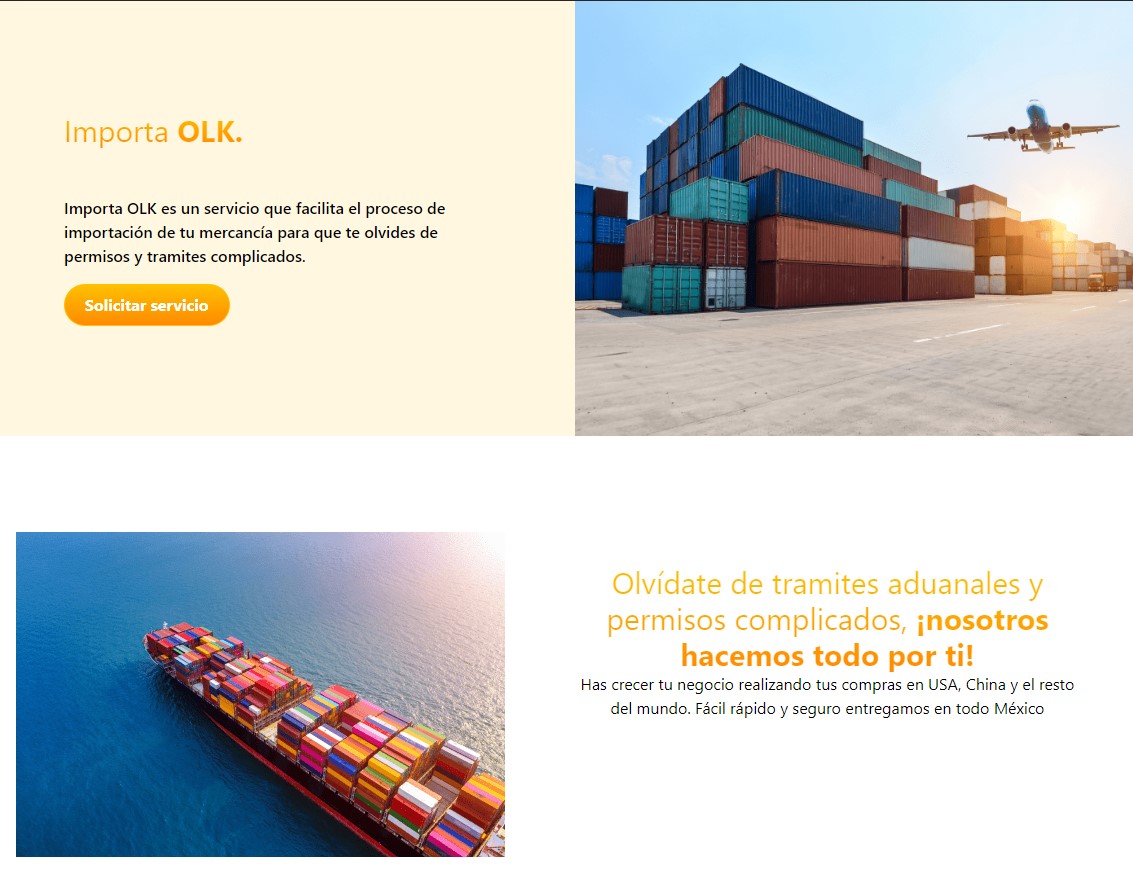 Importa OLK.
Importa OLK es un servicio que facilita el proceso de
importación de tu mercancía para que te olvides de
permisos y tramites complicados.
Solicitar servicio
Olvídate de tramites aduanales y
permisos complicados, ¡nosotros
hacemos todo por ti!
Has crecer tu negocio realizando tus compras en USA, China y el resto
del mundo. Fácil rápido y seguro entregamos en todo México